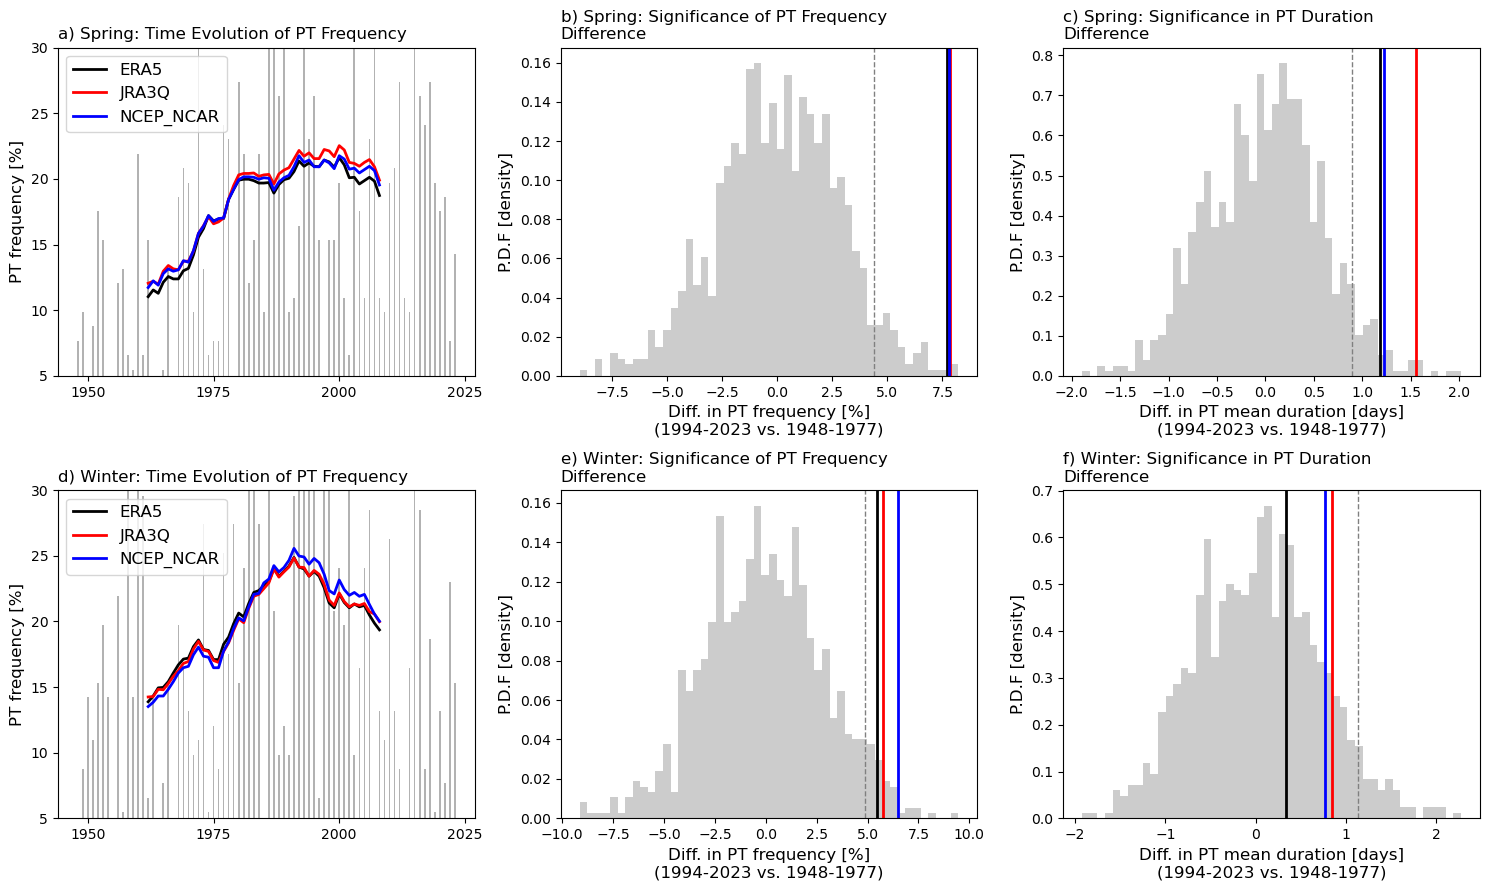 a) Spring: Time Evolution of PT Frequency
30
25
20
15
10
5
PT frequency [%]
ERA5
JRA3Q
NCEP_NCAR
1950
1975
2000
2025
b) Spring: Significance of PT Frequency
Difference
0.16
0.14
0.12
0.10
0.08
0.06
0.04
0.02
0.00
P.D.F [density]
−7.5
−5.0
−2.5
0.0
2.5
5.0
7.5
Diff. in PT frequency [%]
(1994-2023 vs. 1948-1977)
c) Spring: Significance in PT Duration
Difference
0.8
0.7
0.6
0.5
0.4
0.3
0.2
0.1
0.0
P.D.F [density]
−2.0
−1.5
−1.0
−0.5
0.0
0.5
1.0
1.5
2.0
Diff. in PT mean duration [days]
(1994-2023 vs. 1948-1977)
d) Winter: Time Evolution of PT Frequency
30
25
20
15
10
5
PT frequency [%]
ERA5
JRA3Q
NCEP_NCAR
1950
1975
2000
2025
e) Winter: Significance of PT Frequency
Difference
0.16
0.14
0.12
0.10
0.08
0.06
0.04
0.02
0.00
P.D.F [density]
−10.0
−7.5
−5.0
−2.5
0.0
2.5
5.0
7.5
10.0
Diff. in PT frequency [%]
(1994-2023 vs. 1948-1977)
f) Winter: Significance in PT Duration
Difference
0.7
0.6
0.5
0.4
0.3
0.2
0.1
0.0
P.D.F [density]
−2
−1
0
1
2
Diff. in PT mean duration [days]
(1994-2023 vs. 1948-1977)